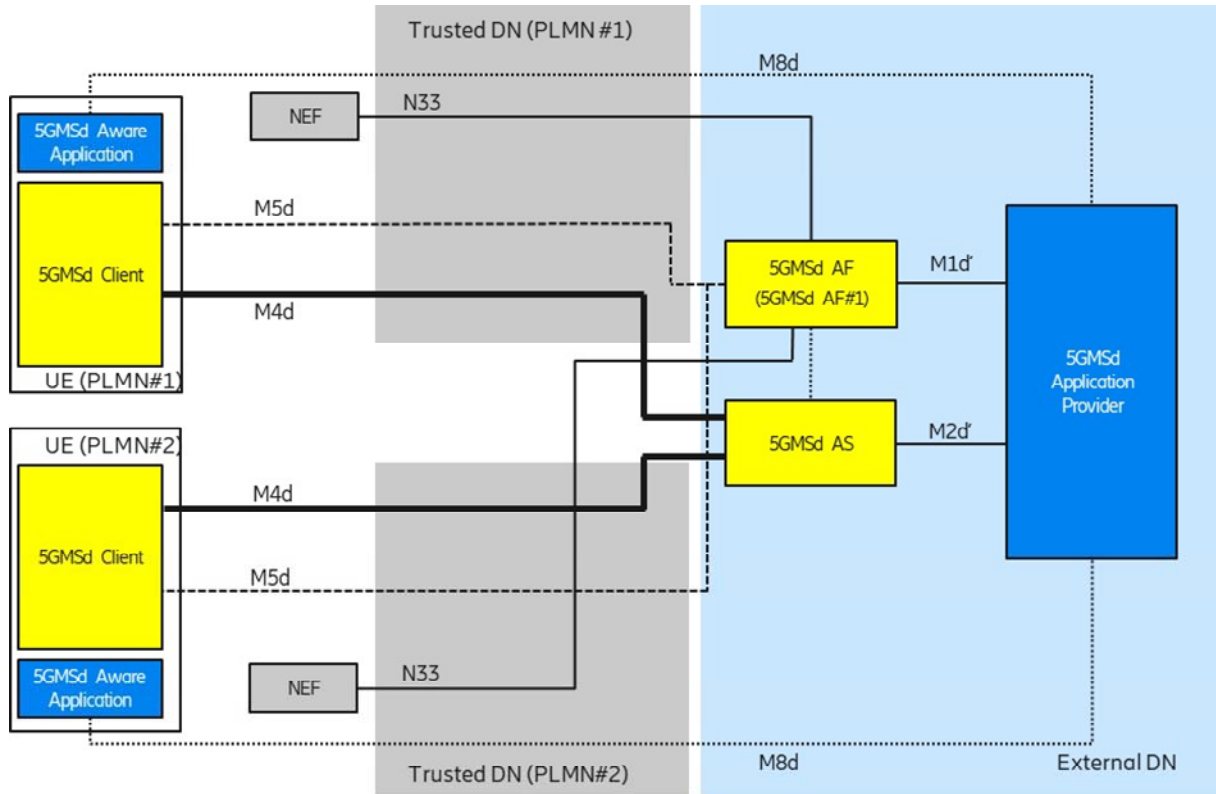 Trusted DN (PLMN #1)
M8d
N33
NEF
5GMSd Aware
Application
M5d
5GMSd Client
5GMSd AF
(5GMSd AF#1)
M1d'
M4d
UE (PLMN#1)
5GMSd
Application
Provider
UE (PLMN#2)
5GMSd AS
M2d'
M4d
5GMSd Client
M5d
5GMSd Aware
Application
NEF
N33
M8d
External DN
Trusted DN (PLMN#2)